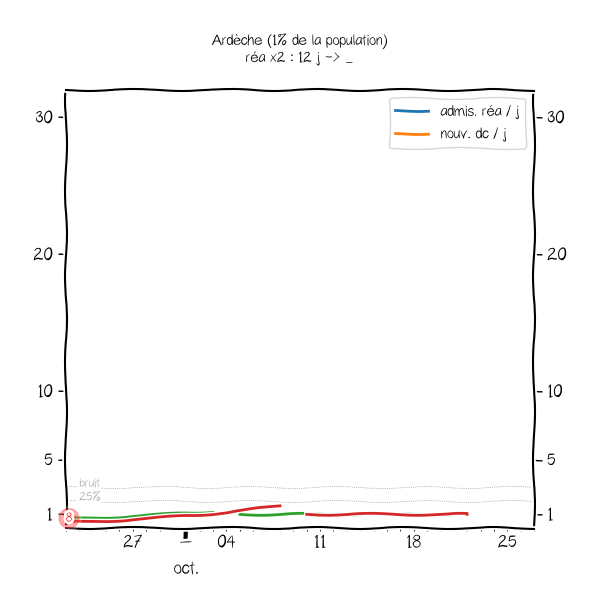 Ardèche (1% de la population)
réa x2 : 12 j -> _
admis. réa / j
nouv. dc / j
30
30
20
20
10
10
5
5
bruit
25%
1
8
1
27
04
11
18
25
oct.